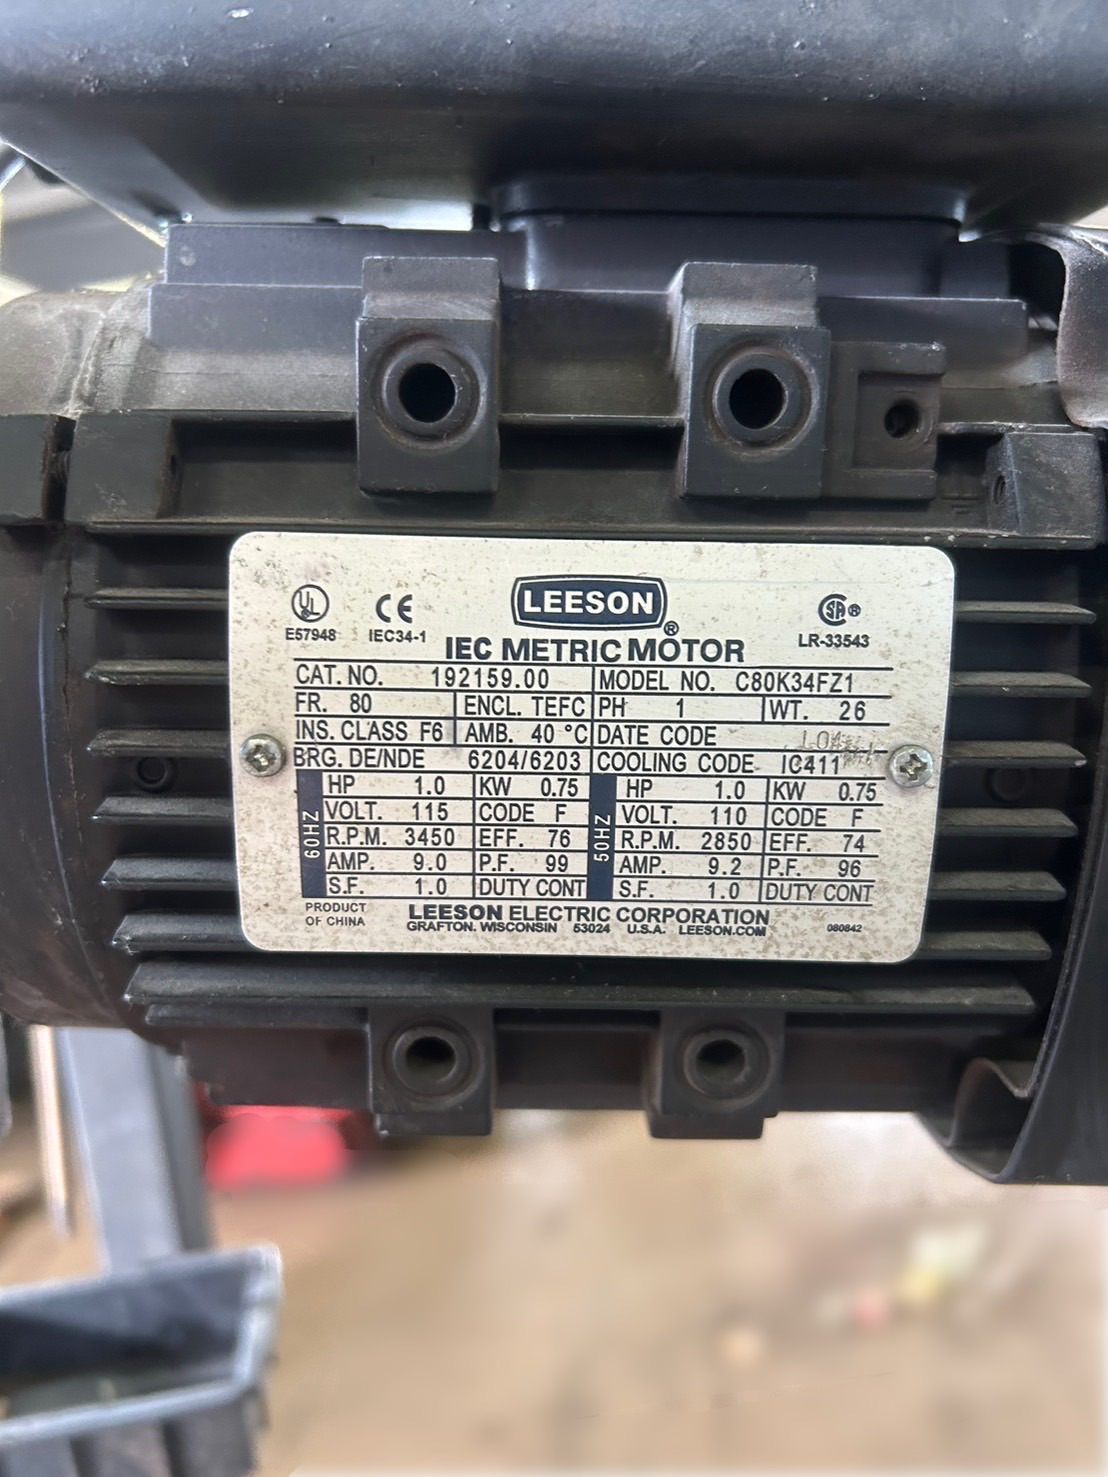 UL
E57948
CE
IEC34-1
LEESON®
SA®
LR-33543
IEC METRIC MOTOR
CAT. NO. 192159.00 MODEL NO. C80K34FZ1
FR. 80 ENCL. TEFC PH 1 WT. 26
INS. CLASS F6 AMB. 40 °C DATE CODE
BRG. DE/NDE 6204/6203 COOLING CODE IC411
60HZ
HP 1.0 KW 0.75
VOLT. 115 CODE F
R.P.M. 3450 EFF. 76
AMP. 9.0 P.F. 99
S.F. 1.0 DUTY CONT
50HZ
HP 1.0 KW 0.75
VOLT. 110 CODE F
R.P.M. 2850 EFF. 74
AMP. 9.2 P.F. 96
S.F. 1.0 DUTY CONT
PRODUCT
OF CHINA
LEESON ELECTRIC CORPORATION
GRAFTON, WISCONSIN 53024 U.S.A. LEESON.COM
080842